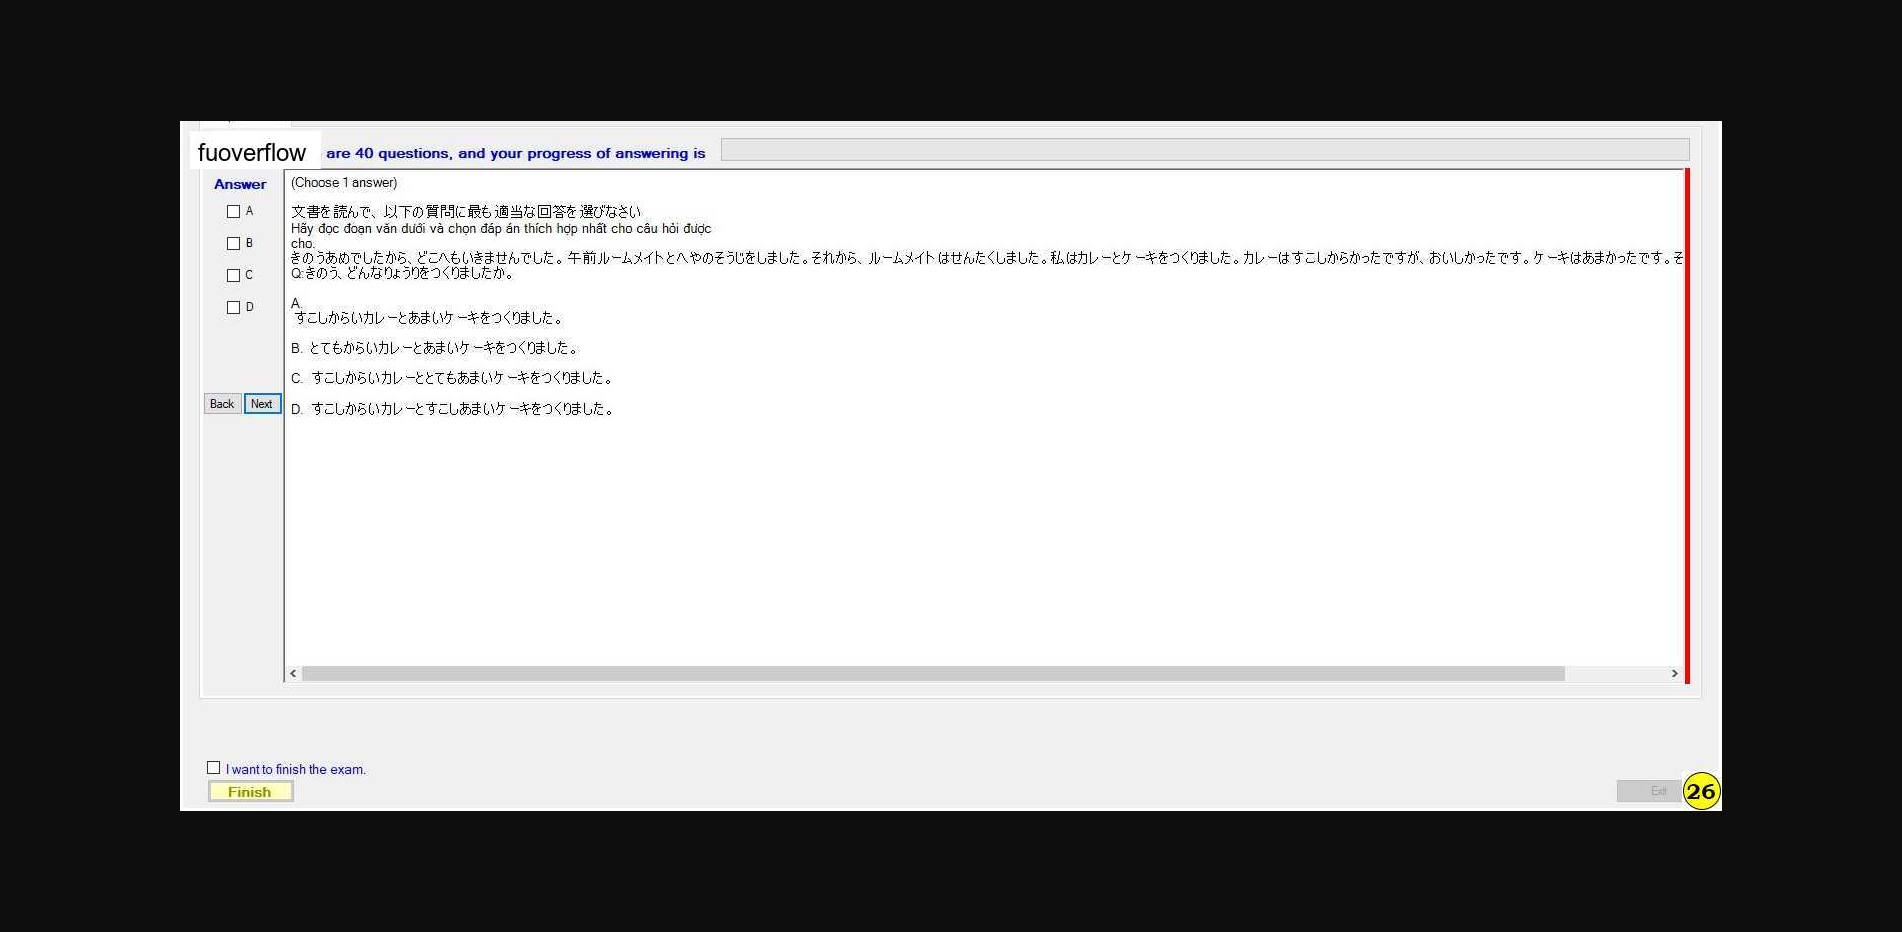 fuoverflow are 40 questions, and your progress of answering is
Answer
A
B
C
D
Back Next
(Choose 1 answer)
文書を読んで、以下の質問に最も適当な回答を選びなさい
Hãy đọc đoạn văn dưới và chọn đáp án thích hợp nhất cho câu hỏi được
cho.
きのうあめでしたから、どこへもいきませんでした。午前ルームメイトとへやのそうじをしました。それから、ルームメイトはせんたくしました。私はカレーとケーキをつくりました。カレーはすこしからかったですが、おいしかったです。ケーキはあまかったです。そ
Q:きのう、どんなりょうりをつくりましたか。
A.
すこしからいカレーとあまいケーキをつくりました。
B. とてもからいカレーとあまいケーキをつくりました。
C. すこしからいカレーととてもあまいケーキをつくりました。
D. すこしからいカレーとすこしあまいケーキをつくりました。
I want to finish the exam.
Finish
Exit
26